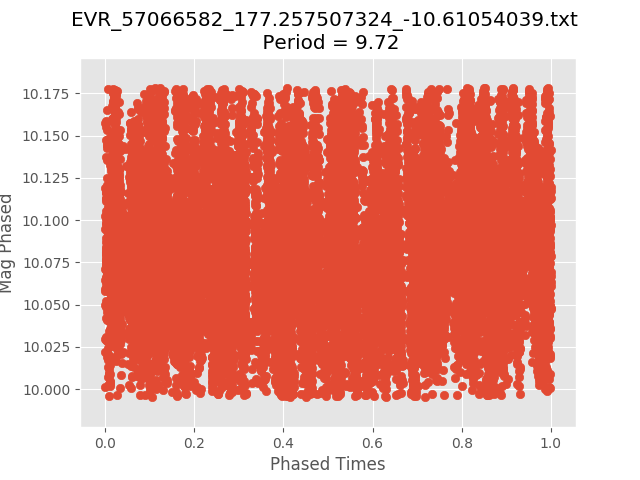 EVR_57066582_177.257507324_-10.61054039.txt
Period = 9.72
10.175
10.150
10.125
10.100
10.075
10.050
10.025
10.000
Mag Phased
0.0 0.2 0.4 0.6 0.8 1.0
Phased Times